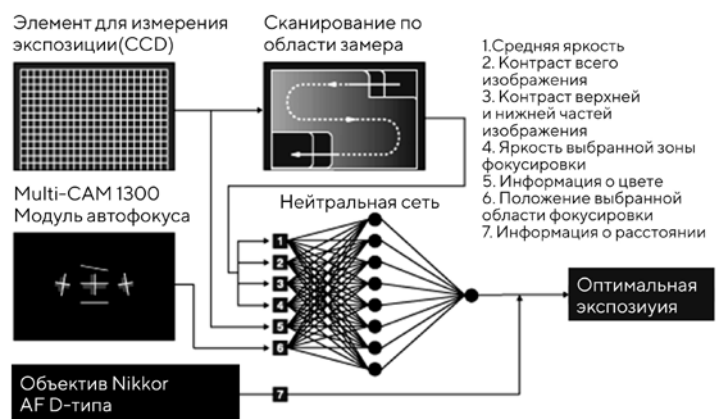 Элемент для измерения
экспозиции(CCD)
Сканирование по
области замера
1.Средняя яркость
2. Контраст всего
изображения
3. Контраст верхней
и нижней частей
изображения
4. Яркость выбранной зоны
фокусировки
5. Информация о цвете
6. Положение выбранной
области фокусировки
7. Информация о расстоянии
Multi-CAM 1300
Модуль автофокуса
Нейтральная сеть
1
2
3
4
5
6
Оптимальная
экспозиуия
Объектив Nikkor
AF D-типа
7